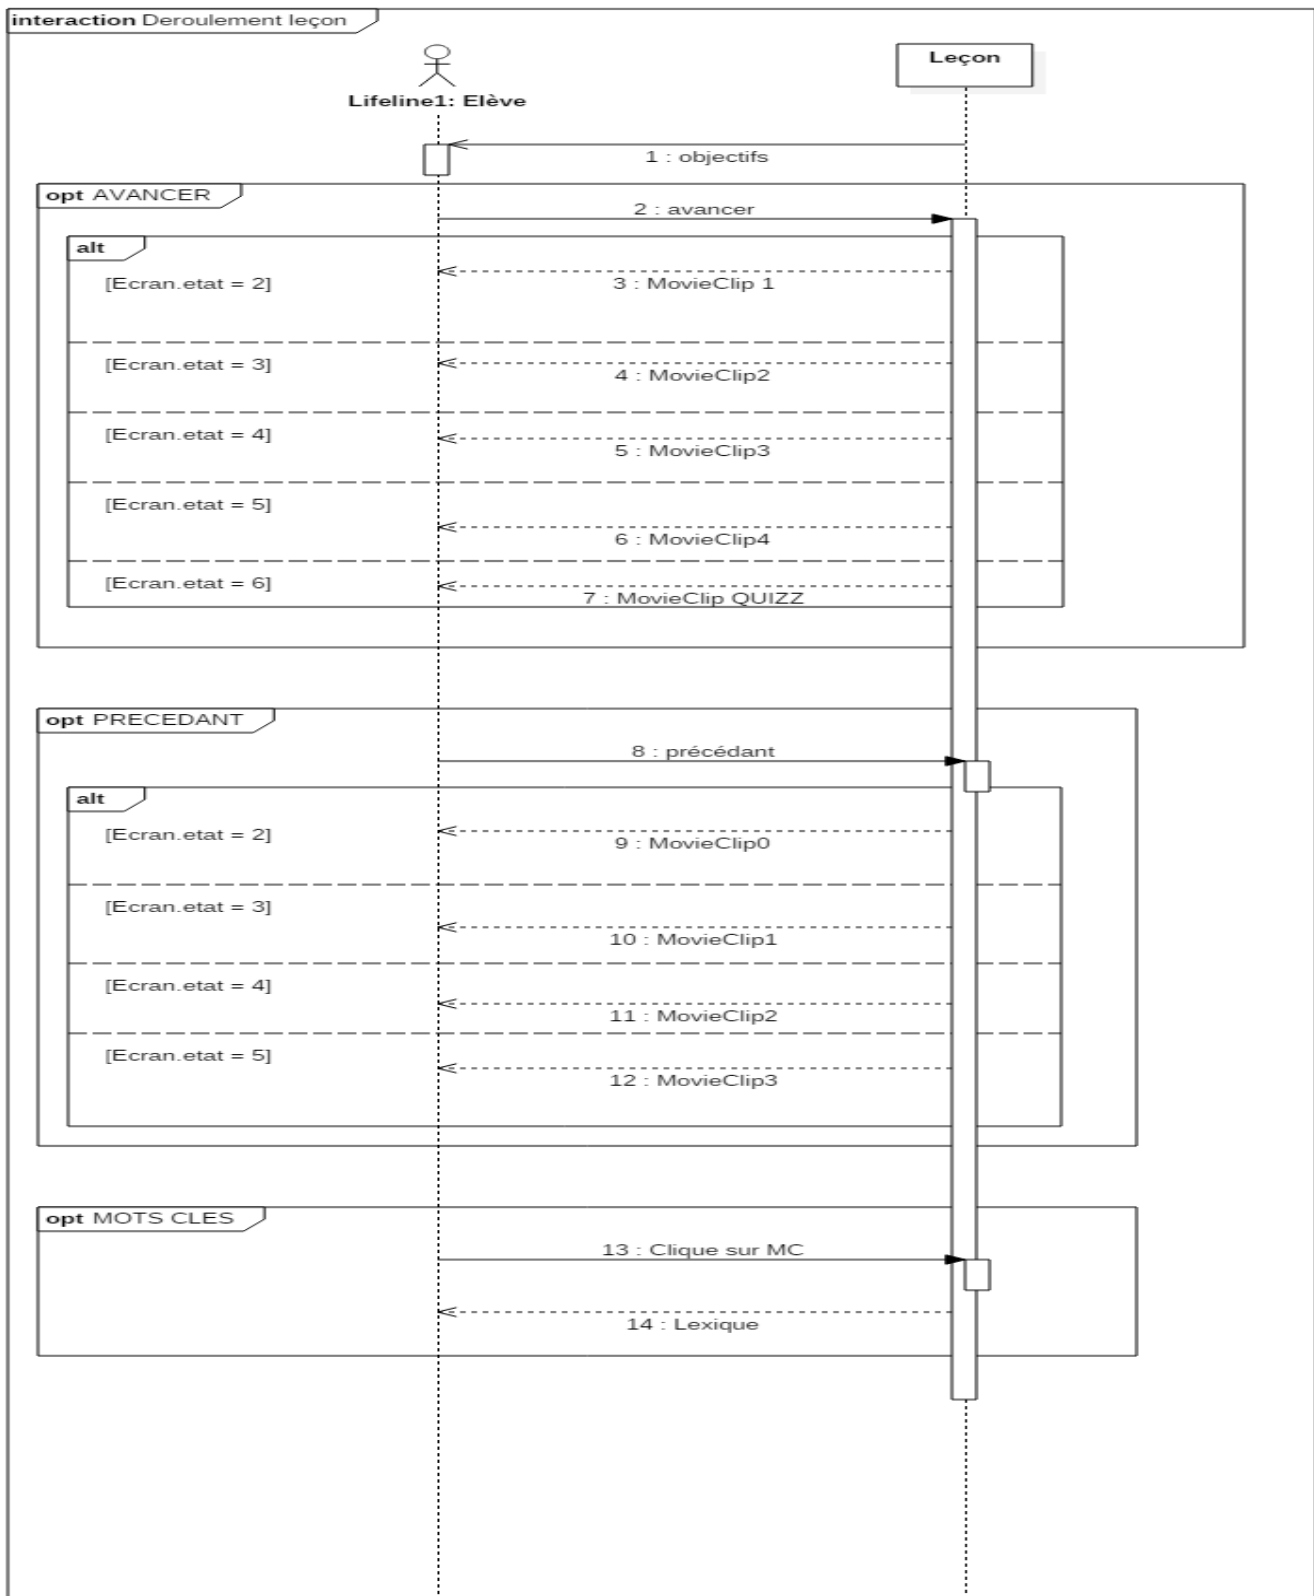 interaction Deroulement leçon
Leçon
Lifeline1: Elève
1 : objectifs
opt AVANCER
2 : avancer
alt
[Ecran.etat = 2]
3 : MovieClip 1
[Ecran.etat = 3]
4 : MovieClip2
[Ecran.etat = 4]
5 : MovieClip3
[Ecran.etat = 5]
6 : MovieClip4
[Ecran.etat = 6]
7 : MovieClip QUIZZ
opt PRECEDANT
8 : précédant
alt
[Ecran.etat = 2]
9 : MovieClip0
[Ecran.etat = 3]
10 : MovieClip1
[Ecran.etat = 4]
11 : MovieClip2
[Ecran.etat = 5]
12 : MovieClip3
opt MOTS CLES
13 : Clique sur MC
14 : Lexique